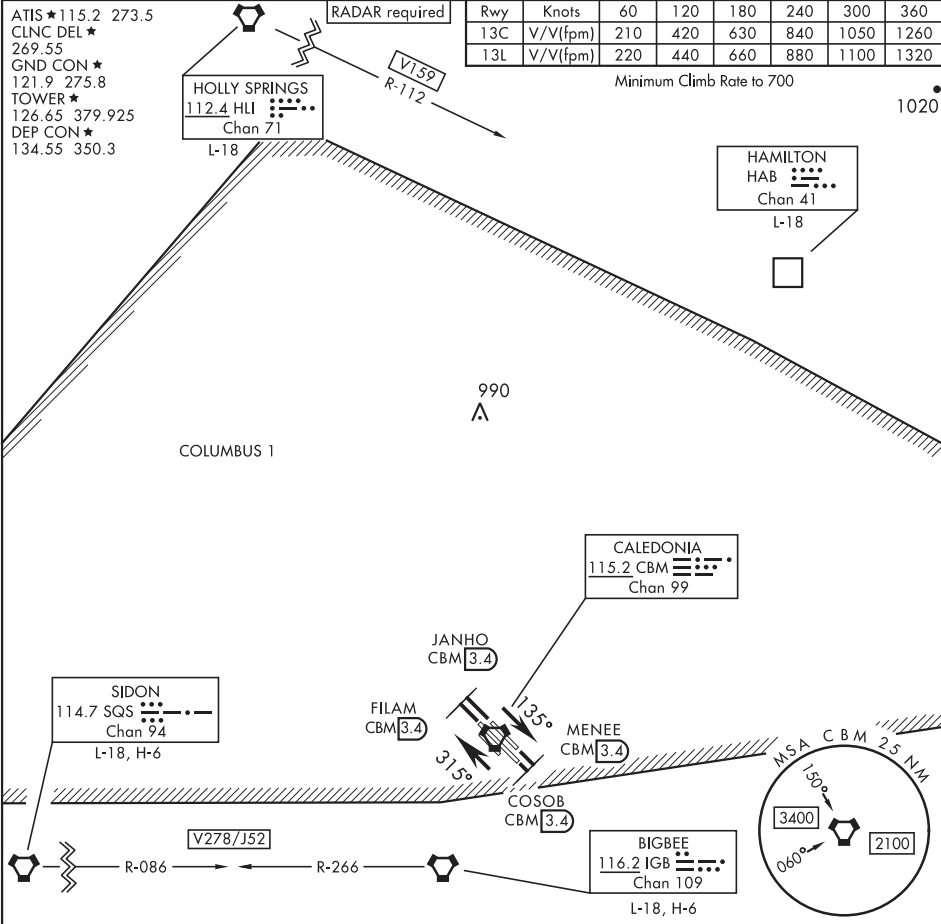 ATIS ★ 115.2 273.5
CLNC DEL ★
269.55
GND CON ★
121.9 275.8
TOWER ★
126.65 379.925
DEP CON ★
134.55 350.3
RADAR required
Rwy Knots 60 120 180 240 300 360
13C V/V(fpm) 210 420 630 840 1050 1260
13L V/V(fpm) 220 440 660 880 1100 1320
Minimum Climb Rate to 700
1020
V159
R-112
HOLLY SPRINGS
112.4 HLI
Chan 71
L-18
HAMILTON
HAB
Chan 41
L-18
990
COLUMBUS 1
CALEDONIA
115.2 CBM
Chan 99
JANHO
CBM 3.4
FILAM
CBM 3.4
135°
315°
MENEE
CBM 3.4
COSOB
CBM 3.4
SIDON
114.7 SQS
Chan 94
L-18, H-6
V278/J52
R-086
R-266
BIGBEE
116.2 IGB
Chan 109
L-18, H-6
MSA CBM 25 NM
150°
3400
060°
2100